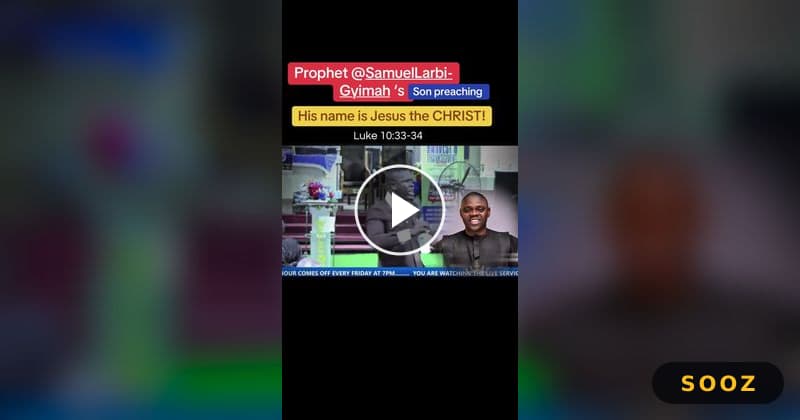 Prophet @SamuelLarbi-
Gyimah ‘s Son preaching
His name is Jesus the CHRIST!
Luke 10:33-34
HOUR COMES OFF EVERY FRIDAY AT 7PM....... YOU ARE WATCHING THE LIVE SERVIC
SOOZ